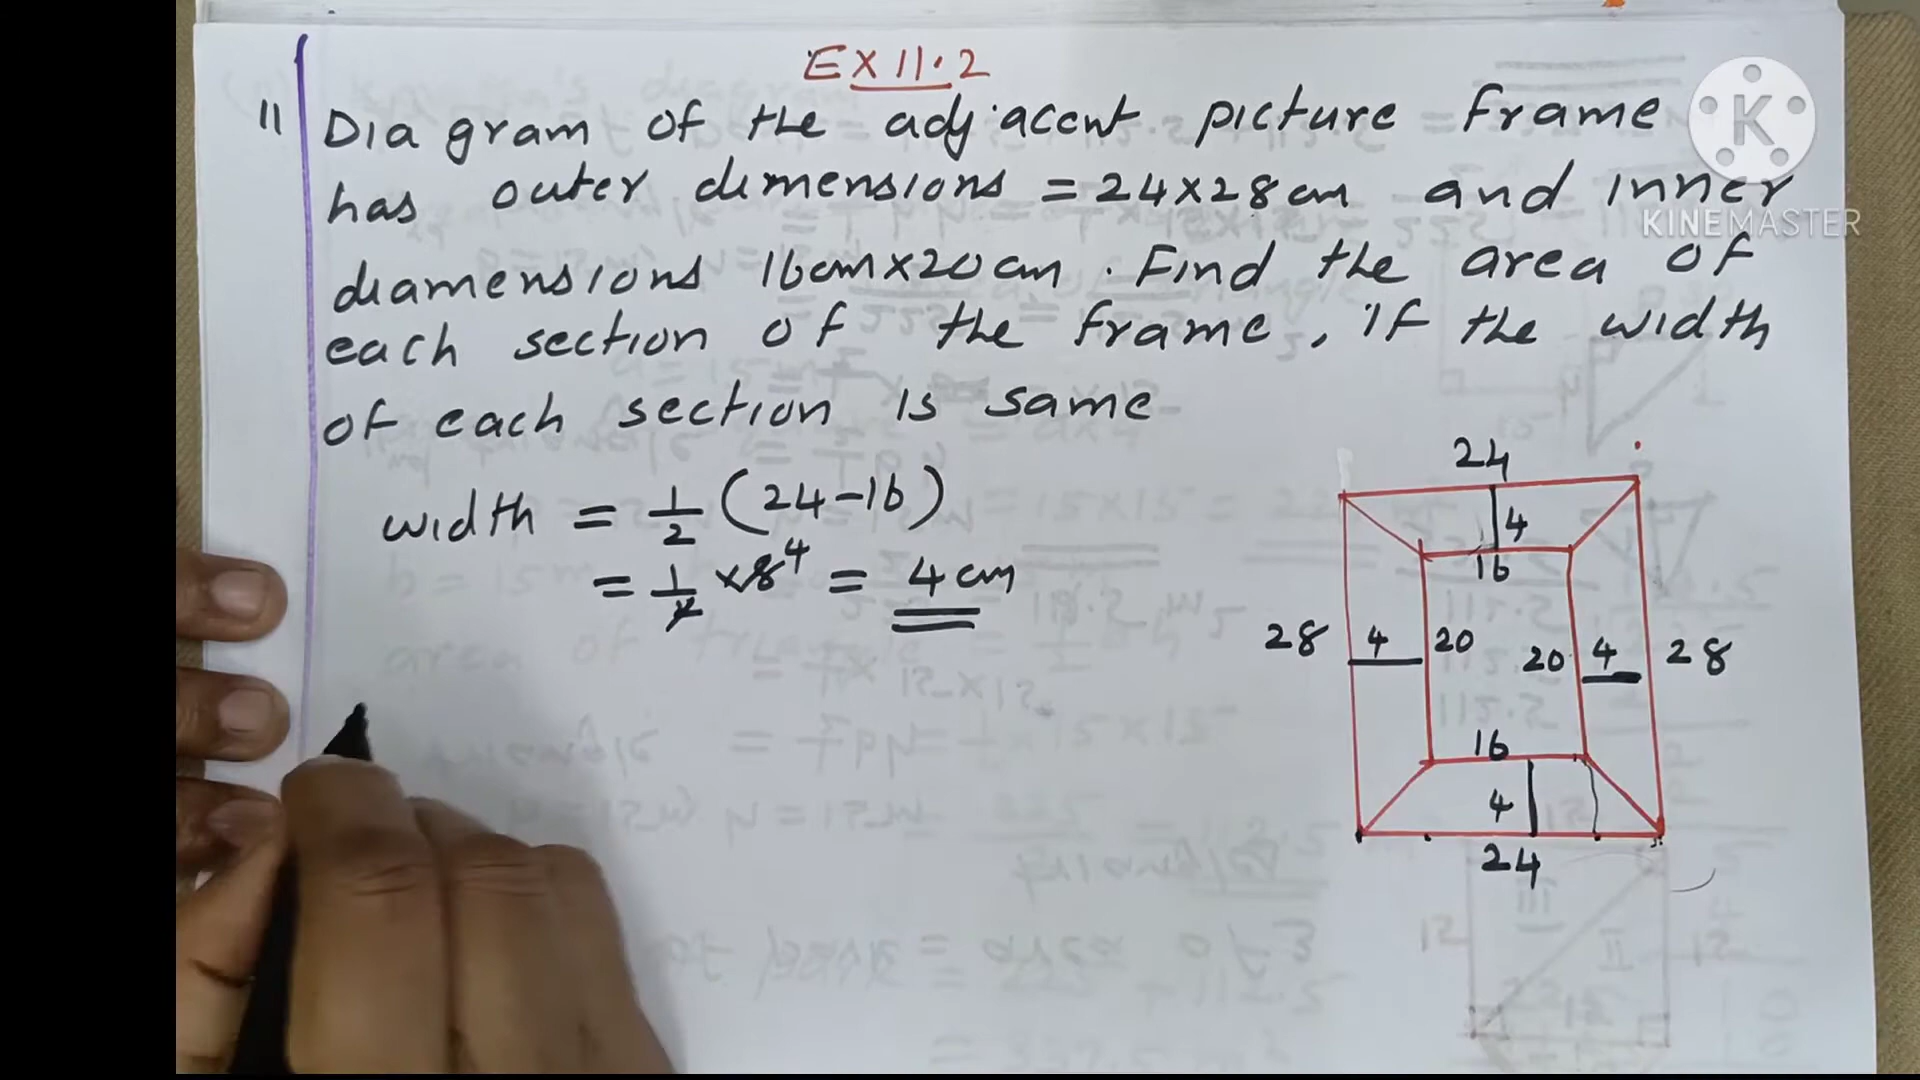 EX 11.2
11 Diagram of the adjacent picture frame
has outer dimensions = 24×28cm and inner
diamensions 16cm×20cm. Find the area of
each section of the frame, if the width
of each section is same
width = 1/2 (24-16)
= 1/2 ×8 4 = 4cm
24
4
16
28 4 20 20 4 28
16
4
24
K
KINEMASTER